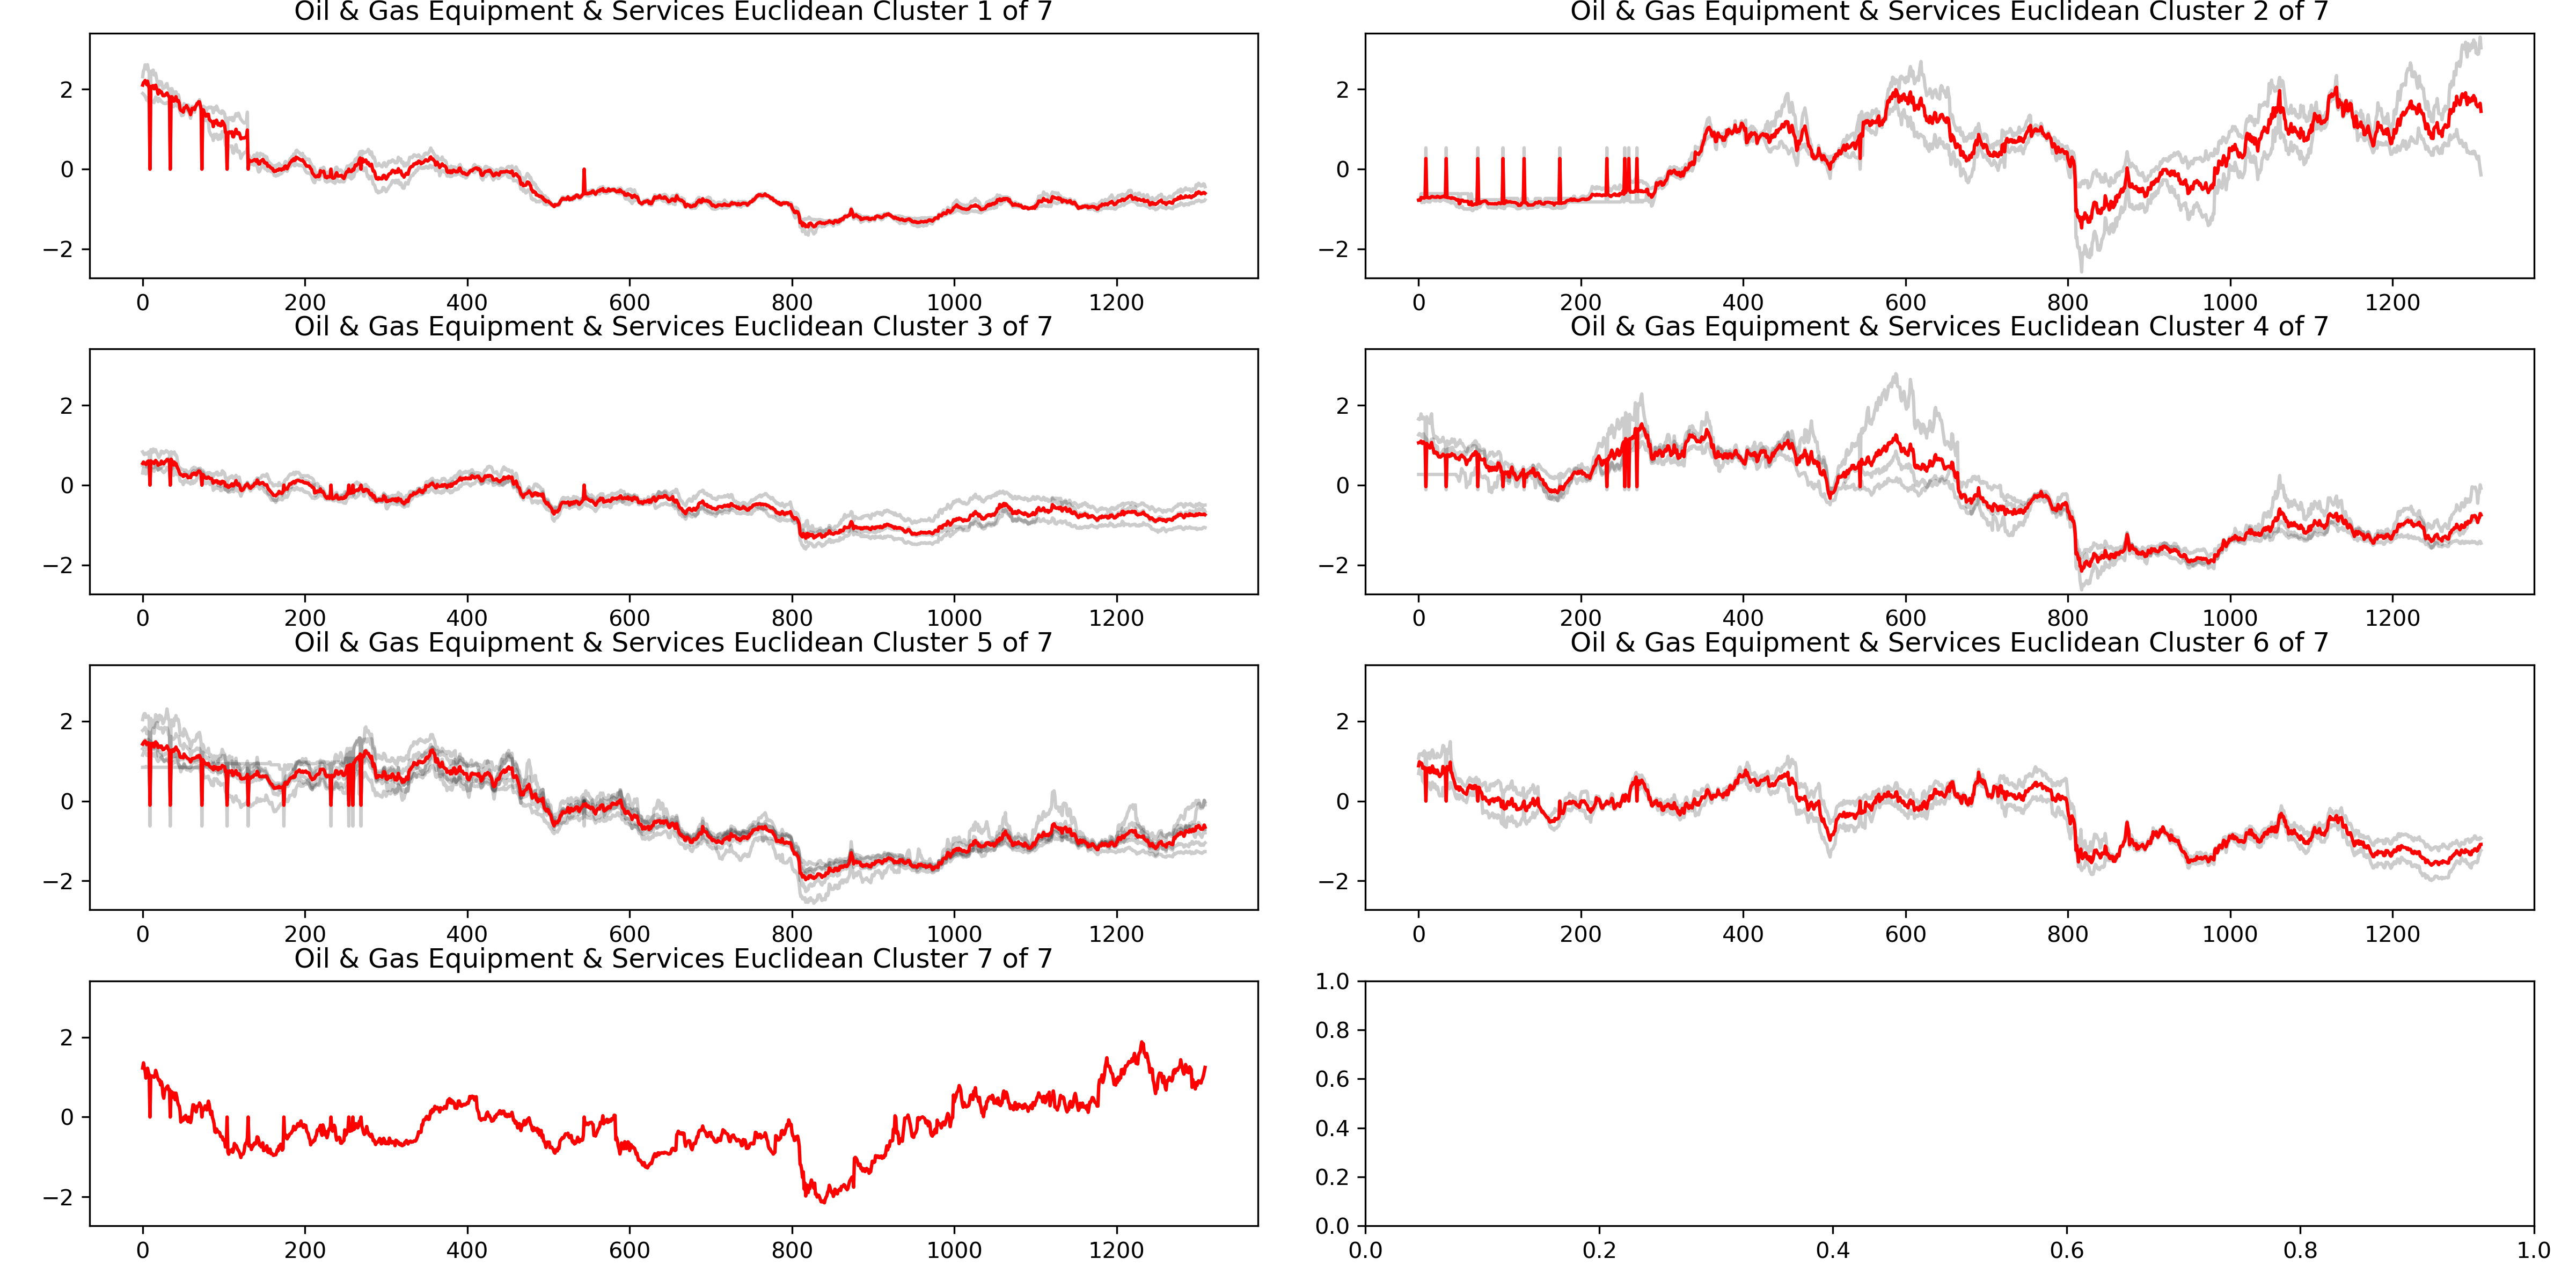 Oil & Gas Equipment & Services Euclidean Cluster 1 of 7
2
0
−2
0 200 400 600 800 1000 1200
Oil & Gas Equipment & Services Euclidean Cluster 2 of 7
2
0
−2
0 200 400 600 800 1000 1200
Oil & Gas Equipment & Services Euclidean Cluster 3 of 7
2
0
−2
0 200 400 600 800 1000 1200
Oil & Gas Equipment & Services Euclidean Cluster 4 of 7
2
0
−2
0 200 400 600 800 1000 1200
Oil & Gas Equipment & Services Euclidean Cluster 5 of 7
2
0
−2
0 200 400 600 800 1000 1200
Oil & Gas Equipment & Services Euclidean Cluster 6 of 7
2
0
−2
0 200 400 600 800 1000 1200
Oil & Gas Equipment & Services Euclidean Cluster 7 of 7
2
0
−2
0 200 400 600 800 1000 1200
1.0
0.8
0.6
0.4
0.2
0.0
0.0 0.2 0.4 0.6 0.8 1.0